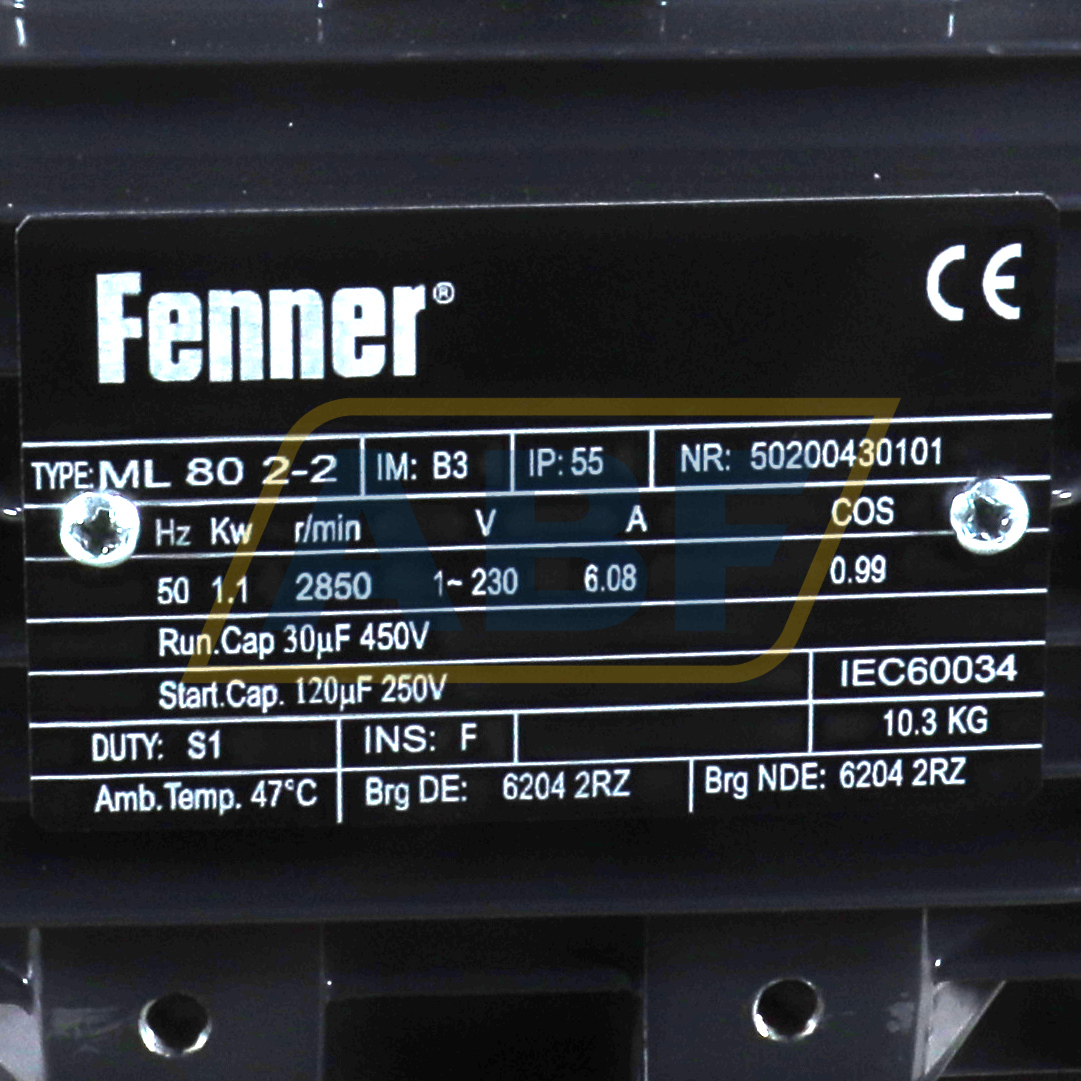 Fenner®
CE
TYPE: ML 80 2-2 IM: B3 IP: 55 NR: 50200430101
Hz Kw r/min V A COS
50 1.1 2850 1~ 230 6.08 0.99
Run.Cap 30µF 450V
Start.Cap. 120µF 250V IEC60034
10.3 KG
DUTY: S1 INS: F
Amb.Temp. 47°C Brg DE: 6204 2RZ Brg NDE: 6204 2RZ
ABF